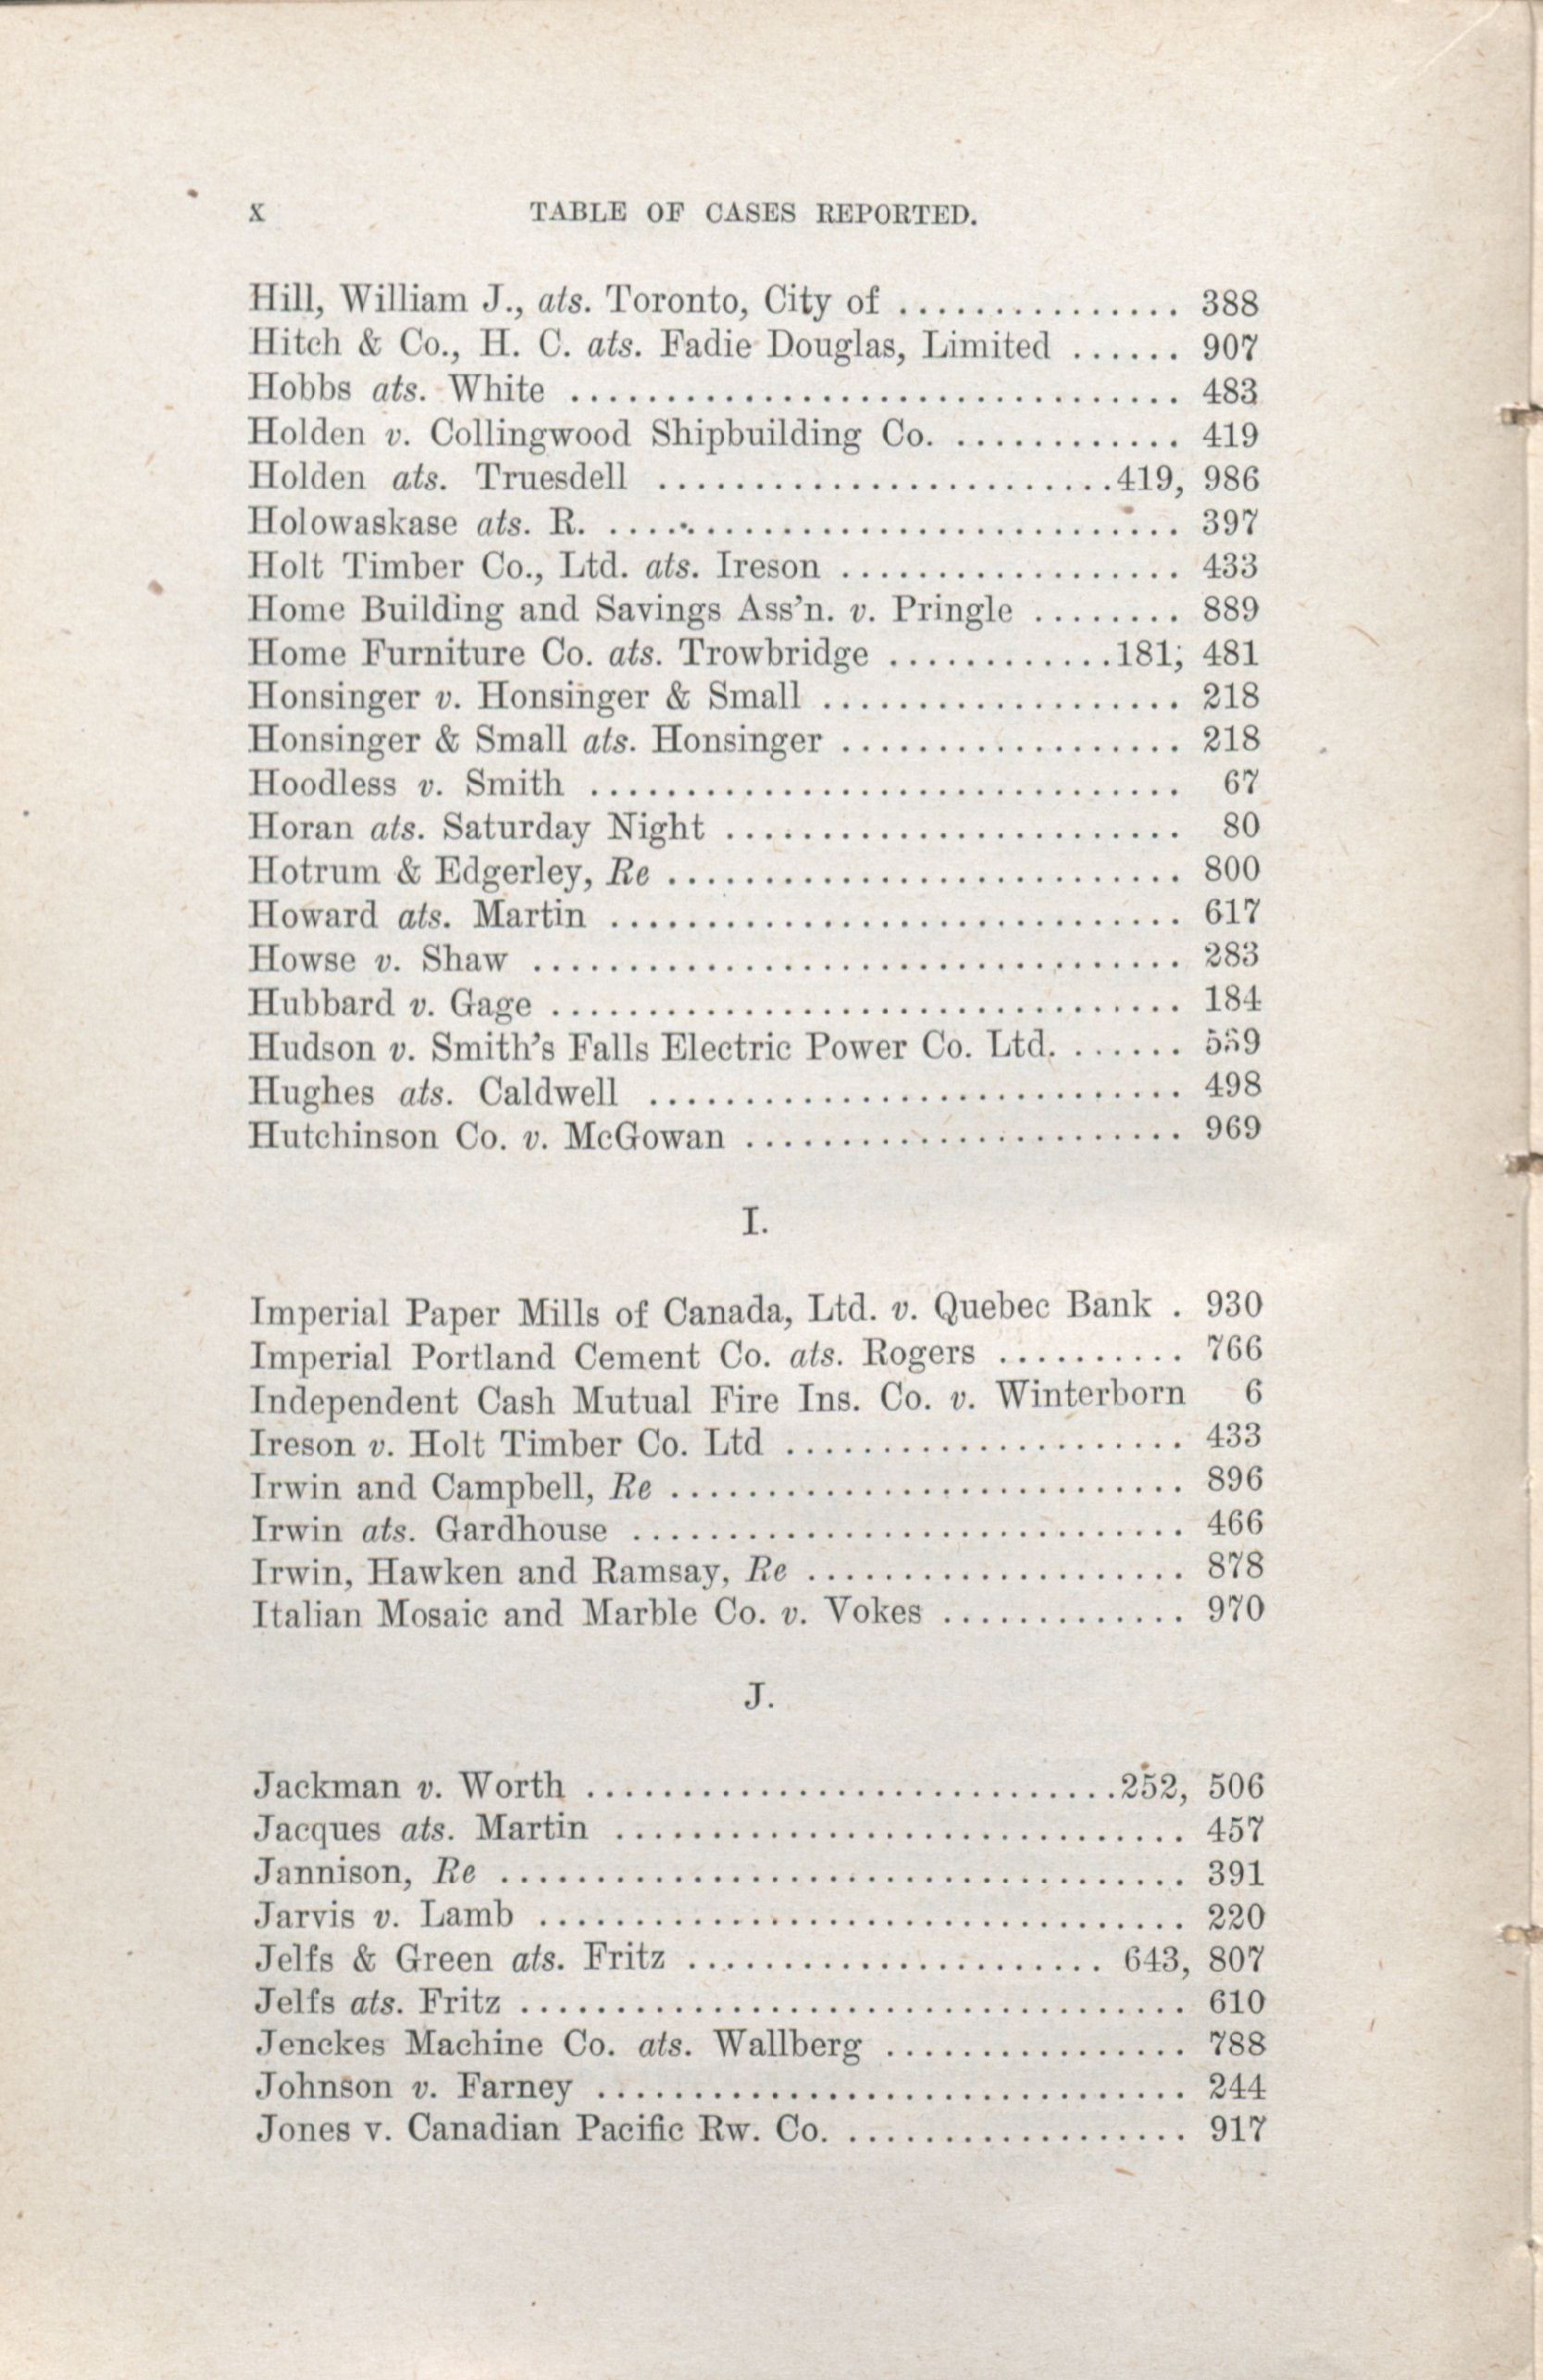 x TABLE OF CASES REPORTED.
Hill, William J., ats. Toronto, City of ............... 388
Hitch & Co., H. C. ats. Fadie Douglas, Limited ...... 907
Hobbs ats. White ................................ 483
Holden v. Collingwood Shipbuilding Co. ............ 419
Holden ats. Truesdell ........................419, 986
Holowaskase ats. R. .............................. 397
Holt Timber Co., Ltd. ats. Ireson .................. 433
Home Building and Savings Ass'n. v. Pringle ........ 889
Home Furniture Co. ats. Trowbridge ............181; 481
Honsinger v. Honsinger & Small ................... 218
Honsinger & Small ats. Honsinger .................. 218
Hoodless v. Smith ............................... 67
Horan ats. Saturday Night ........................ 80
Hotrum & Edgerley, Re ........................... 800
Howard ats. Martin .............................. 617
Howse v. Shaw .................................. 283
Hubbard v. Gage ................................. 184
Hudson v. Smith's Falls Electric Power Co. Ltd. ...... 559
Hughes ats. Caldwell ............................ 498
Hutchinson Co. v. McGowan ....................... 969
I.
Imperial Paper Mills of Canada, Ltd. v. Quebec Bank . 930
Imperial Portland Cement Co. ats. Rogers .......... 766
Independent Cash Mutual Fire Ins. Co. v. Winterborn 6
Ireson v. Holt Timber Co. Ltd ..................... 433
Irwin and Campbell, Re ........................... 896
Irwin ats. Gardhouse ............................. 466
Irwin, Hawken and Ramsay, Re .................... 878
Italian Mosaic and Marble Co. v. Vokes ............. 970
J.
Jackman v. Worth ............................252, 506
Jacques ats. Martin .............................. 457
Jannison, Re .................................... 391
Jarvis v. Lamb .................................. 220
Jelfs & Green ats. Fritz ...................... 643, 807
Jelfs ats. Fritz ................................... 610
Jenckes Machine Co. ats. Wallberg ................ 788
Johnson v. Farney ............................... 244
Jones v. Canadian Pacific Rw. Co. .................. 917